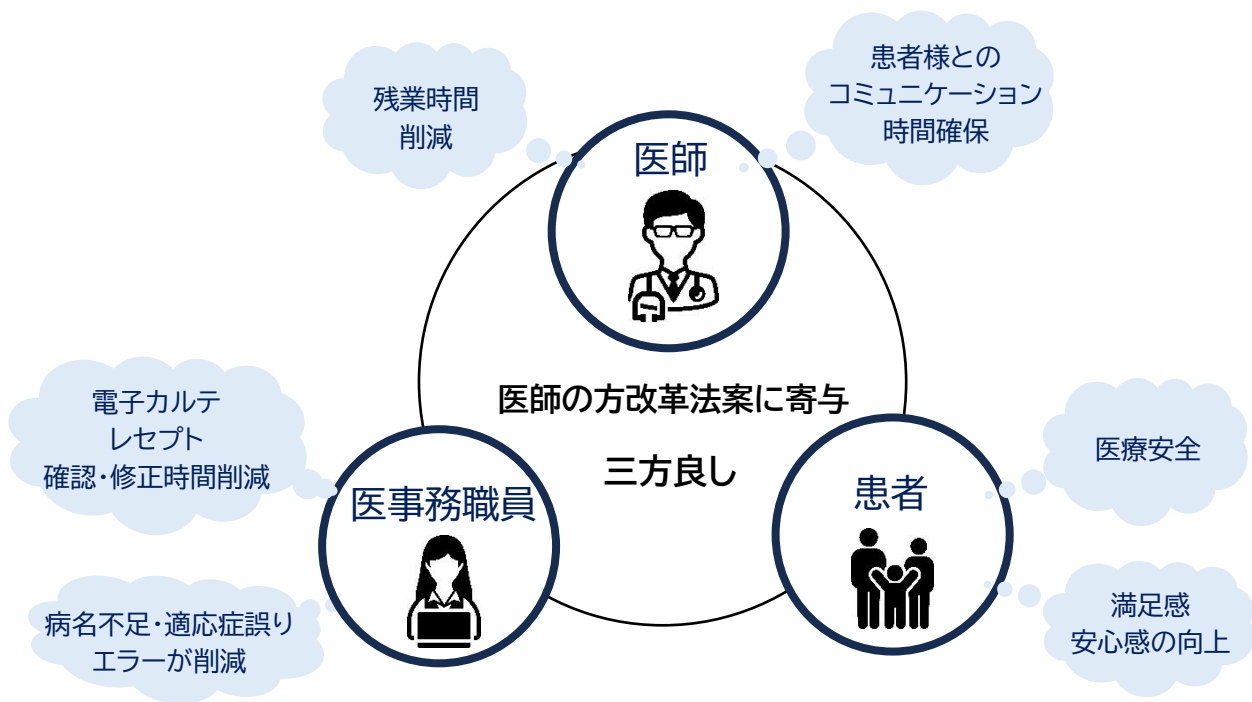 残業時間
削減
患者様との
コミュニケーション
時間確保
医師
医師の方改革法案に寄与
三方良し
電子カルテ
レセプト
確認・修正時間削減
医事務職員
病名不足・適応症誤り
エラーが削減
患者
医療安全
満足感
安心感の向上